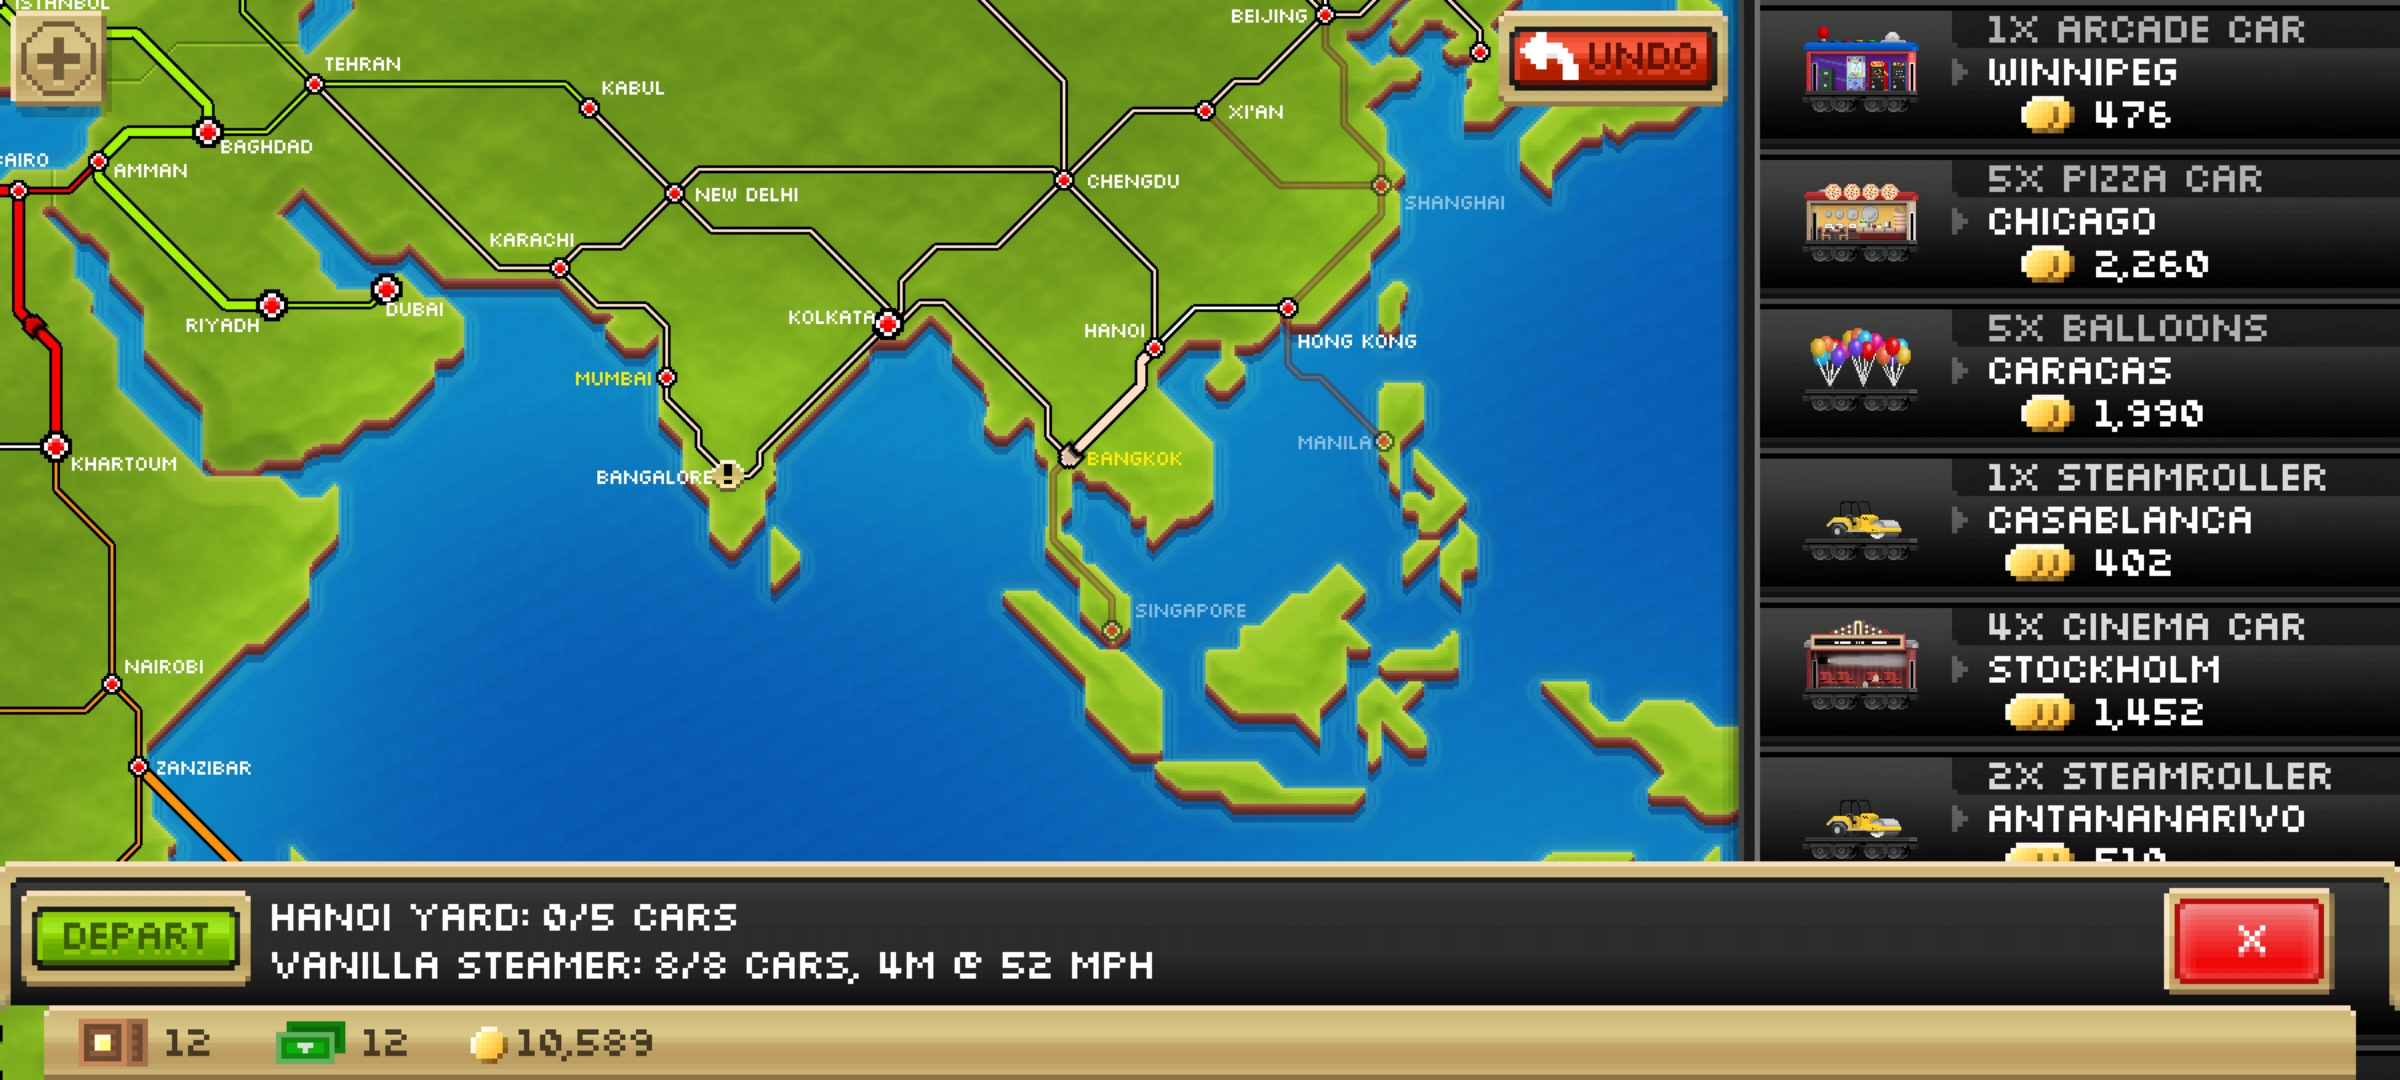 ISTANBUL
BEIJING
UNDO
TEHRAN
KABUL
XI'AN
BAGHDAD
AIRO
AMMAN
NEW DELHI
CHENGDU
SHANGHAI
KARACHI
RIYADH
DUBAI
KOLKATA
HANOI
HONG KONG
MUMBAI
KHARTOUM
BANGALORE
!
BANGKOK
MANILA
SINGAPORE
NAIROBI
ZANZIBAR
1X ARCADE CAR
WINNIPEG
476
5X PIZZA CAR
CHICAGO
2,260
5X BALLOONS
CARACAS
1,990
1X STEAMROLLER
CASABLANCA
402
4X CINEMA CAR
STOCKHOLM
1,452
2X STEAMROLLER
ANTANANARIVO
510
DEPART
HANOI YARD: 0/5 CARS
VANILLA STEAMER: 8/8 CARS, 4M @ 52 MPH
X
12
12
10,589